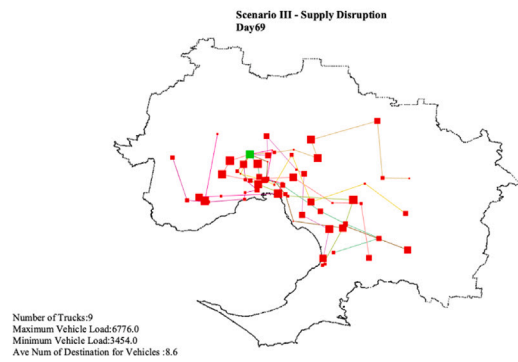 Scenario III - Supply Disruption
Day69
Number of Trucks:9
Maximum Vehicle Load:6776.0
Minimum Vehicle Load:3454.0
Ave Num of Destination for Vehicles :8.6